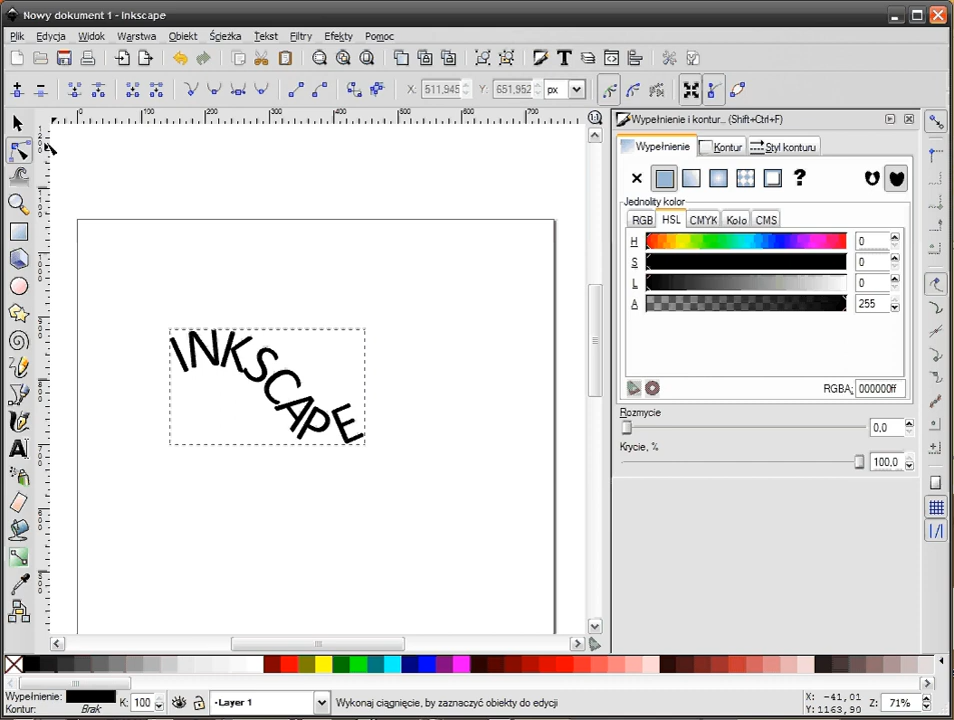 Nowy dokument 1 - Inkscape
Plik Edycja Widok Warstwa Obiekt Ścieżka Tekst Filtry Efekty Pomoc
X: 511,945 Y: 651,952 px
Wypełnienie i kontur... (Shift+Ctrl+F)
Wypełnienie Kontur Styl konturu
Jednolity kolor
RGB HSL CMYK Koło CMS
H 0
S 0
L 0
A 255
RGBA: 000000ff
Rozmycie
0,0
Krycie, %
100,0
INKSCAPE
Wypełnienie:
Kontur: Brak
K: 100
-Layer 1
Wykonaj ciągnięcie, by zaznaczyć obiekty do edycji
X: -41,01
Y:1163,90
Z: 71%